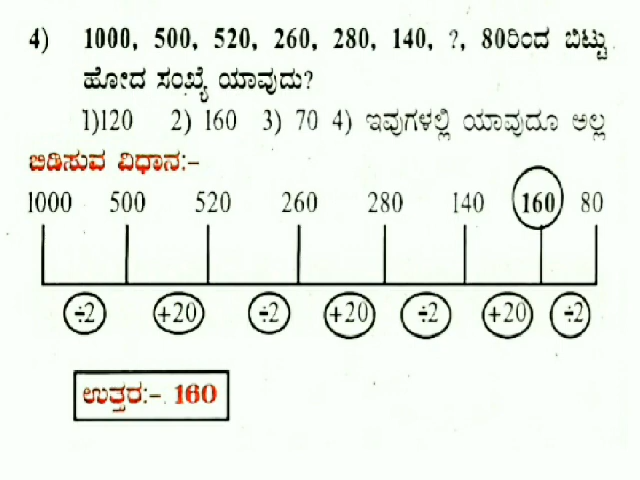 4) 1000, 500, 520, 260, 280, 140, ?, 80ರಿಂದ ಬಿಟ್ಟು
ಹೋದ ಸಂಖ್ಯೆ ಯಾವುದು?
1)120 2) 160 3) 70 4) ಇವುಗಳಲ್ಲಿ ಯಾವುದೂ ಅಲ್ಲ
ಬಿಡಿಸುವ ವಿಧಾನ:-
1000 500 520 260 280 140 160 80
÷2 +20 ÷2 +20 ÷2 +20 ÷2
ಉತ್ತರ:- 160